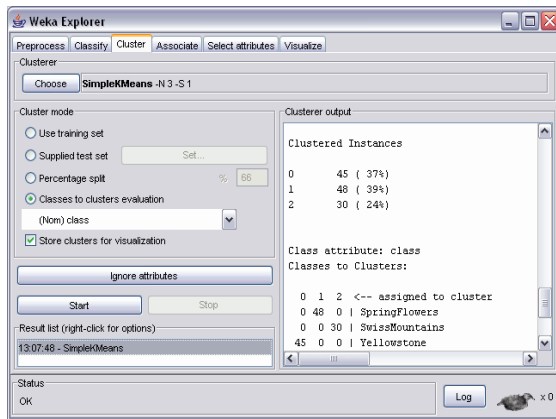 Weka Explorer
Preprocess Classify Cluster Associate Select attributes Visualize
Clusterer
Choose SimpleKMeans -N 3 -S 1
Cluster mode
Use training set
Supplied test set Set...
Percentage split % 66
Classes to clusters evaluation
(Nom) class
Store clusters for visualization
Ignore attributes
Start Stop
Result list (right-click for options)
13:07:48 - SimpleKMeans
Clusterer output
Clustered Instances
0 45 ( 37%)
1 48 ( 39%)
2 30 ( 24%)
Class attribute: class
Classes to Clusters:
0 1 2 <-- assigned to cluster
0 48 0 | SpringFlowers
0 0 30 | SwissMountains
45 0 0 | Yellowstone
Status
OK
Log x 0